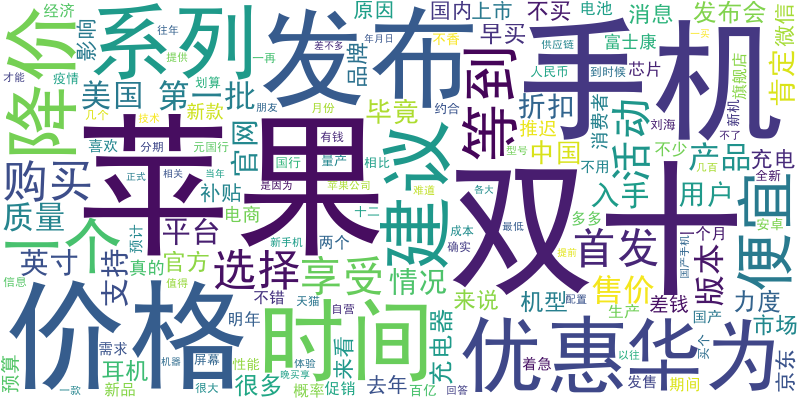 经济
往年
系列
发布
原因
国内
上市
不买
电池
消息
发布会
影响
才能
疫情
提供
差不多
年月日
不香
早买
供应链
富士康
芯片
微信
降价
美国
第一批
划算
一再
品牌
等到
人民币
到时候
旗舰店
肯定
手机
几个
技术
新款
朋友
月份
约合
折扣
消费者
刘海
新机
一买
喜欢
分期
官网
有钱
毕竟
推迟
活动
型号
不了
购买
苹果
元国行
国行
量产
相比
建议
中国
不用
不少
几百
产品
充电
质量
正式
相关
当年
补贴
是因为
苹果公司
难道
双十
入手
用户
全新
便宜
一个
预计
平台
电商
十二
成本
多多
各大
首发
一个月
安卓
英寸
支持
真的
官方
选择
新手机
两个
享受
情况
确实
最低
提前
售价
版本
国产手机
信息
值得
不错
天猫
自营
来说
机型
配置
差钱
力度
价格
时间
明年
充电器
生产
国产
市场
预算
需求
机器
屏幕
性能
体验
来看
优惠
华为
买个
京东
耳机
晚买享
着急
以往
一款
新品
很大
很多
概率
促销
去年
百亿
回答
发售
期间